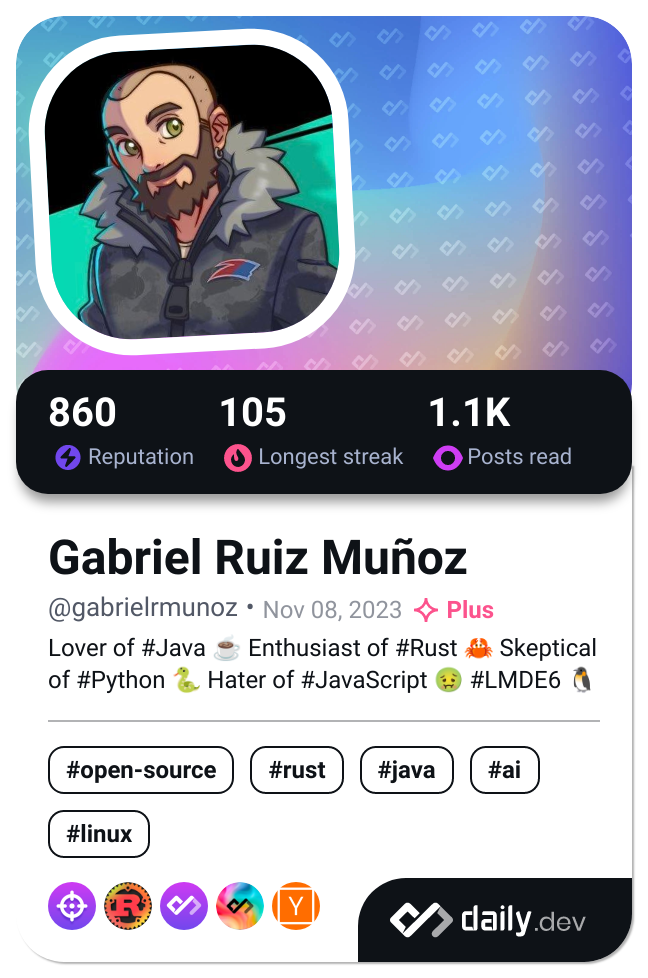 860 105 1.1K
Reputation Longest streak Posts read
Gabriel Ruiz Muñoz
@gabrielrmunoz • Nov 08, 2023 Plus
Lover of #Java ☕ Enthusiast of #Rust 🦀 Skeptical
of #Python 🐍 Hater of #JavaScript 🤢 #LMDE6 🐧
#open-source #rust #java #ai
#linux
R Y
daily.dev